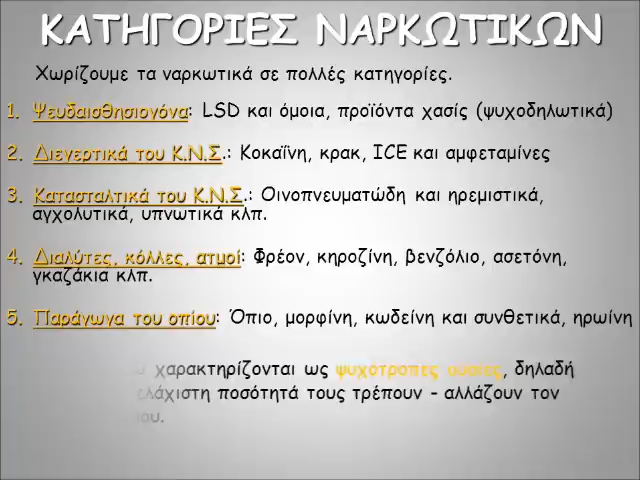 ΚΑΤΗΓΟΡΙΕΣ ΝΑΡΚΩΤΙΚΩΝ
Χωρίζουμε τα ναρκωτικά σε πολλές κατηγορίες.
1. Ψευδαισθησιογόνα: LSD και όμοια, προϊόντα χασίς (ψυχοδηλωτικά)
2. Διεγερτικά του Κ.Ν.Σ.: Κοκαΐνη, κρακ, ICE και αμφεταμίνες
3. Κατασταλτικά του Κ.Ν.Σ.: Οινοπνευματώδη και ηρεμιστικά,
αγχολυτικά, υπνωτικά κλπ.
4. Διαλύτες, κόλλες, ατμοί: Φρέον, κηροζίνη, βενζόλιο, ασετόνη,
γκαζάκια κλπ.
5. Παράγωγα του οπίου: Όπιο, μορφίνη, κωδείνη και συνθετικά, ηρωίνη
χαρακτηρίζονται ως ψυχότροπες ουσίες, δηλαδή
ελάχιστη ποσότητά τους τρέπουν - αλλάζουν τον